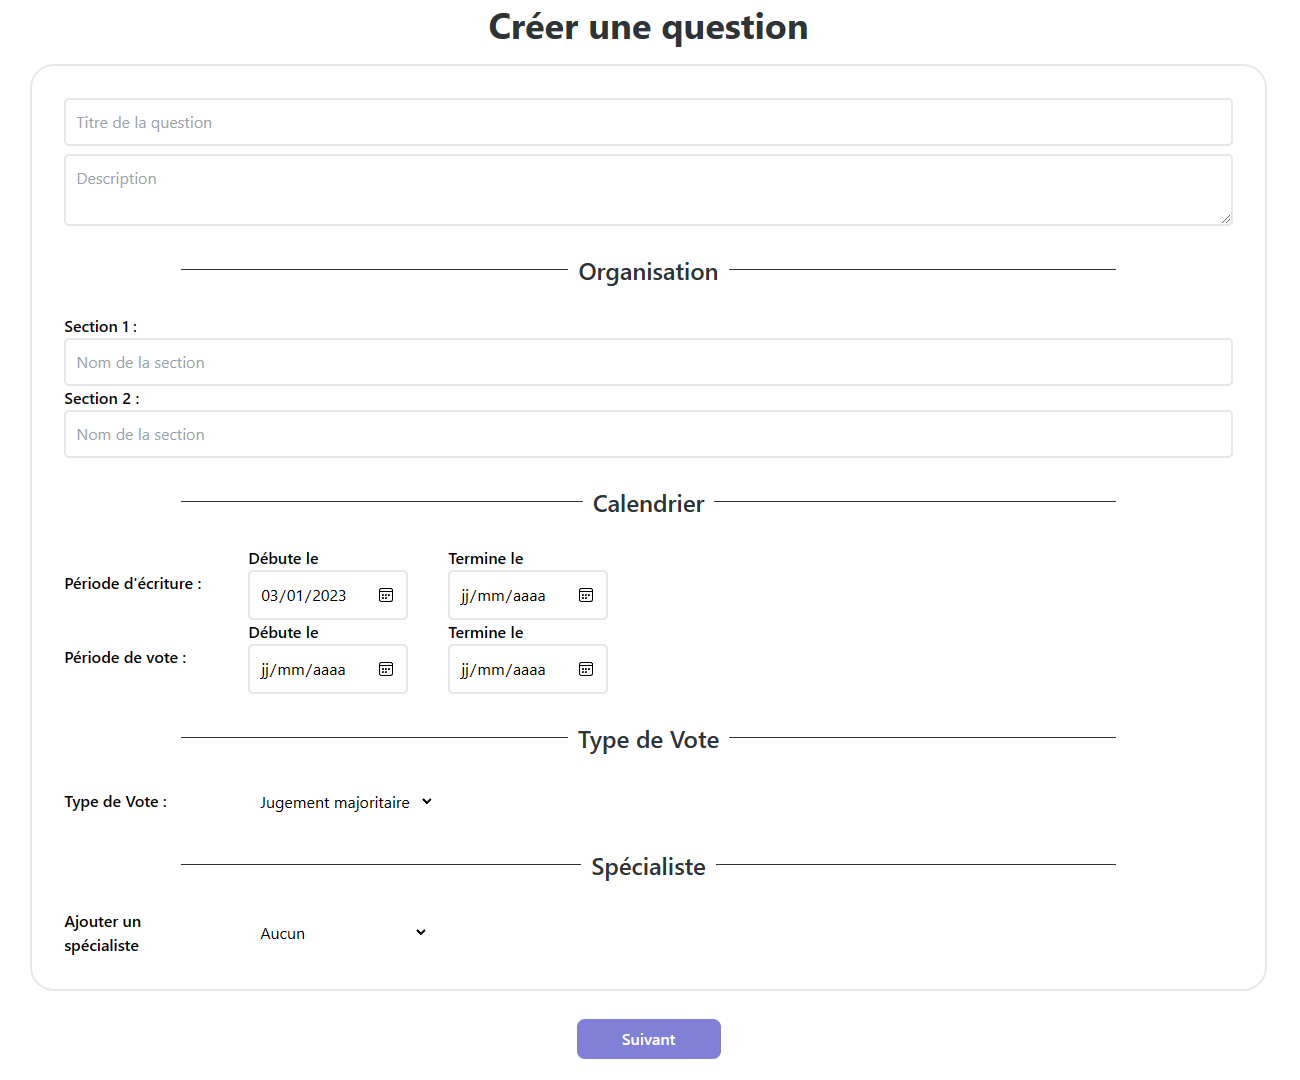 Créer une question
Titre de la question
Description
Organisation
Section 1 :
Nom de la section
Section 2 :
Nom de la section
Calendrier
Débute le Termine le
Période d'écriture : 03/01/2023 jj/mm/aaaa
Débute le Termine le
Période de vote : jj/mm/aaaa jj/mm/aaaa
Type de Vote
Type de Vote : Jugement majoritaire
Spécialiste
Ajouter un
spécialiste Aucun
Suivant